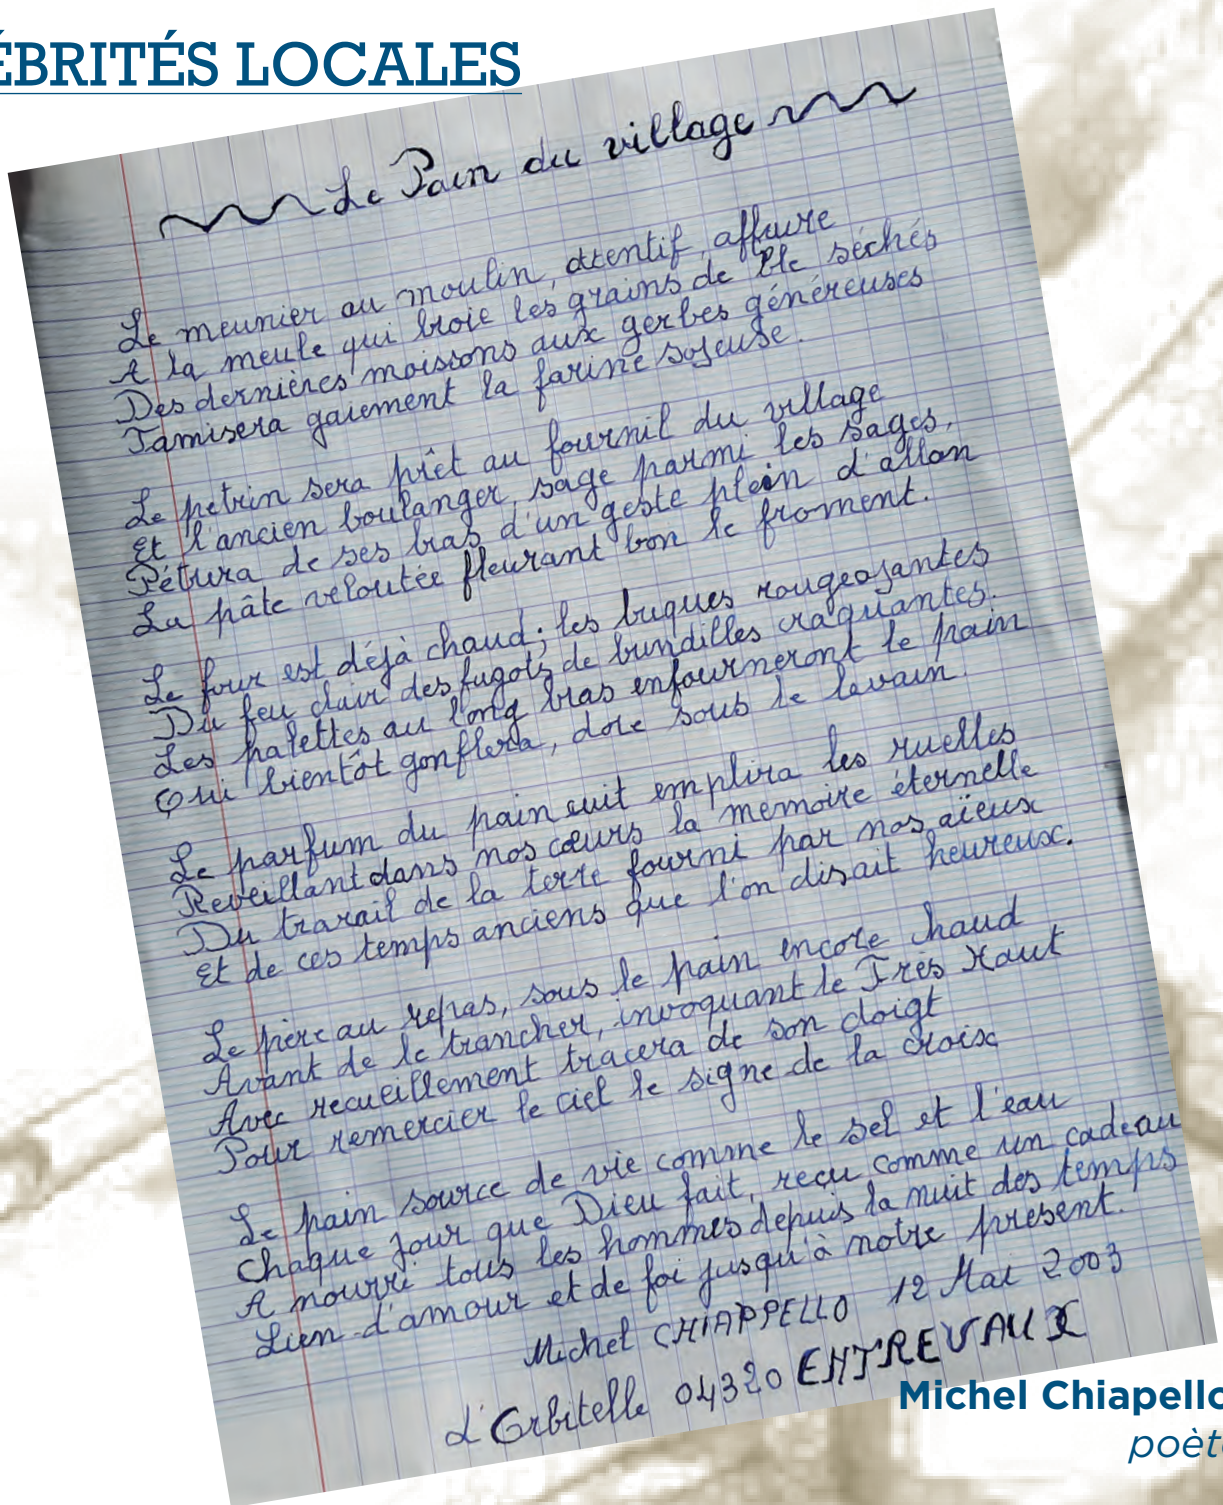 ÉBRITÉS LOCALES
Le Pain du village
Le meunier au moulin, attentif, affaire
A la meule qui broie les grains de blé séchés
Des dernières moissons aux gerbes généreuses
Tamisera gaiement la farine soyeuse.
Le petrin sera prêt au fournil du village
Et l'ancien boulanger, sage parmi les sages,
Pétrira de ses bras d'un geste plein d'allan
La pâte veloutée fleurant bon le froment.
Le four est déjà chaud; les briques rougeoyantes
Du feu clair des fagots de brindilles craquantes.
Les palettes au long bras enfourneront le pain
Qui bientôt gonflera, dore sous le levain.
Le parfum du pain cuit emplira les ruelles
Reveillant dans nos cœurs la memoire éternelle
Du travail de la terre fourni par nos aïeux
Et de ces temps anciens que l'on disait heureux.
Le père au repas, sous le pain encore chaud
Avant de le trancher, invoquant le Très Haut
Avec recueillement tracera de son doigt
Pour remercier le ciel le signe de la croix
Le pain source de vie comme le sel et l'eau
Chaque jour que Dieu fait, reçu comme un cadeau
A nourri tous les hommes depuis la nuit des temps
Lien d'amour et de foi jusqu'à notre présent.
Michel CHIAPPELLO 12 Mai 2003
L'Orbitelle 04320 ENTREVAUX
Michel Chiapello
poète